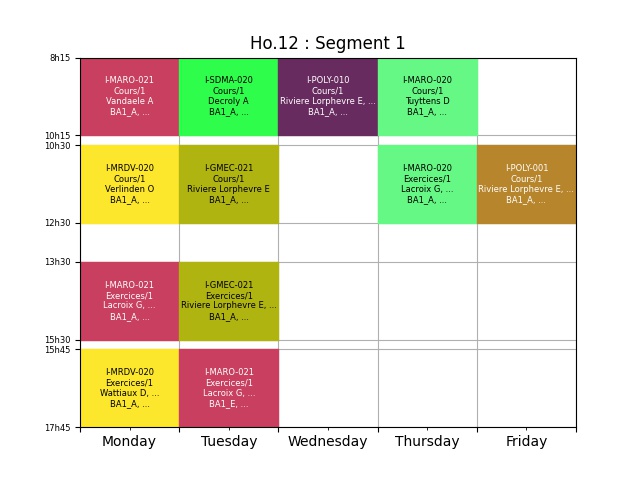 Ho.12 : Segment 1
8h15
I-MARO-021
Cours/1
Vandaele A
BA1_A, ...
I-SDMA-020
Cours/1
Decroly A
BA1_A, ...
I-POLY-010
Cours/1
Riviere Lorphevre E, ...
BA1_A, ...
I-MARO-020
Cours/1
Tuyttens D
BA1_A, ...
10h15
10h30
I-MRDV-020
Cours/1
Verlinden O
BA1_A, ...
I-GMEC-021
Cours/1
Riviere Lorphevre E
BA1_A, ...
I-MARO-020
Exercices/1
Lacroix G, ...
BA1_A, ...
I-POLY-001
Cours/1
Riviere Lorphevre E, ...
BA1_A, ...
12h30
13h30
I-MARO-021
Exercices/1
Lacroix G, ...
BA1_A, ...
I-GMEC-021
Exercices/1
Riviere Lorphevre E, ...
BA1_A, ...
15h30
15h45
I-MRDV-020
Exercices/1
Wattiaux D, ...
BA1_A, ...
I-MARO-021
Exercices/1
Lacroix G, ...
BA1_E, ...
17h45
Monday
Tuesday
Wednesday
Thursday
Friday